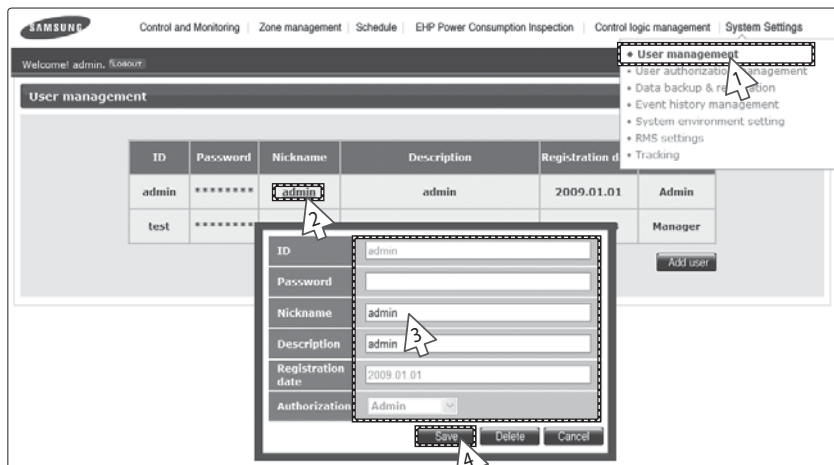 SAMSUNG
Control and Monitoring Zone management Schedule EHP Power Consumption Inspection Control logic management System Settings
Welcome! admin. LOGOUT
• User management
• User authorization management
• Data backup &
• Event history management
• System environment setting
• RMS settings
• Tracking
1
User management
ID Password Nickname Description Registration d
admin ******** admin admin 2009.01.01 Admin
test Manager
2
Add user
ID admin
Password
Nickname admin
3
Description admin
Registration date 2009.01.01
Authorization Admin
Save Delete Cancel
4